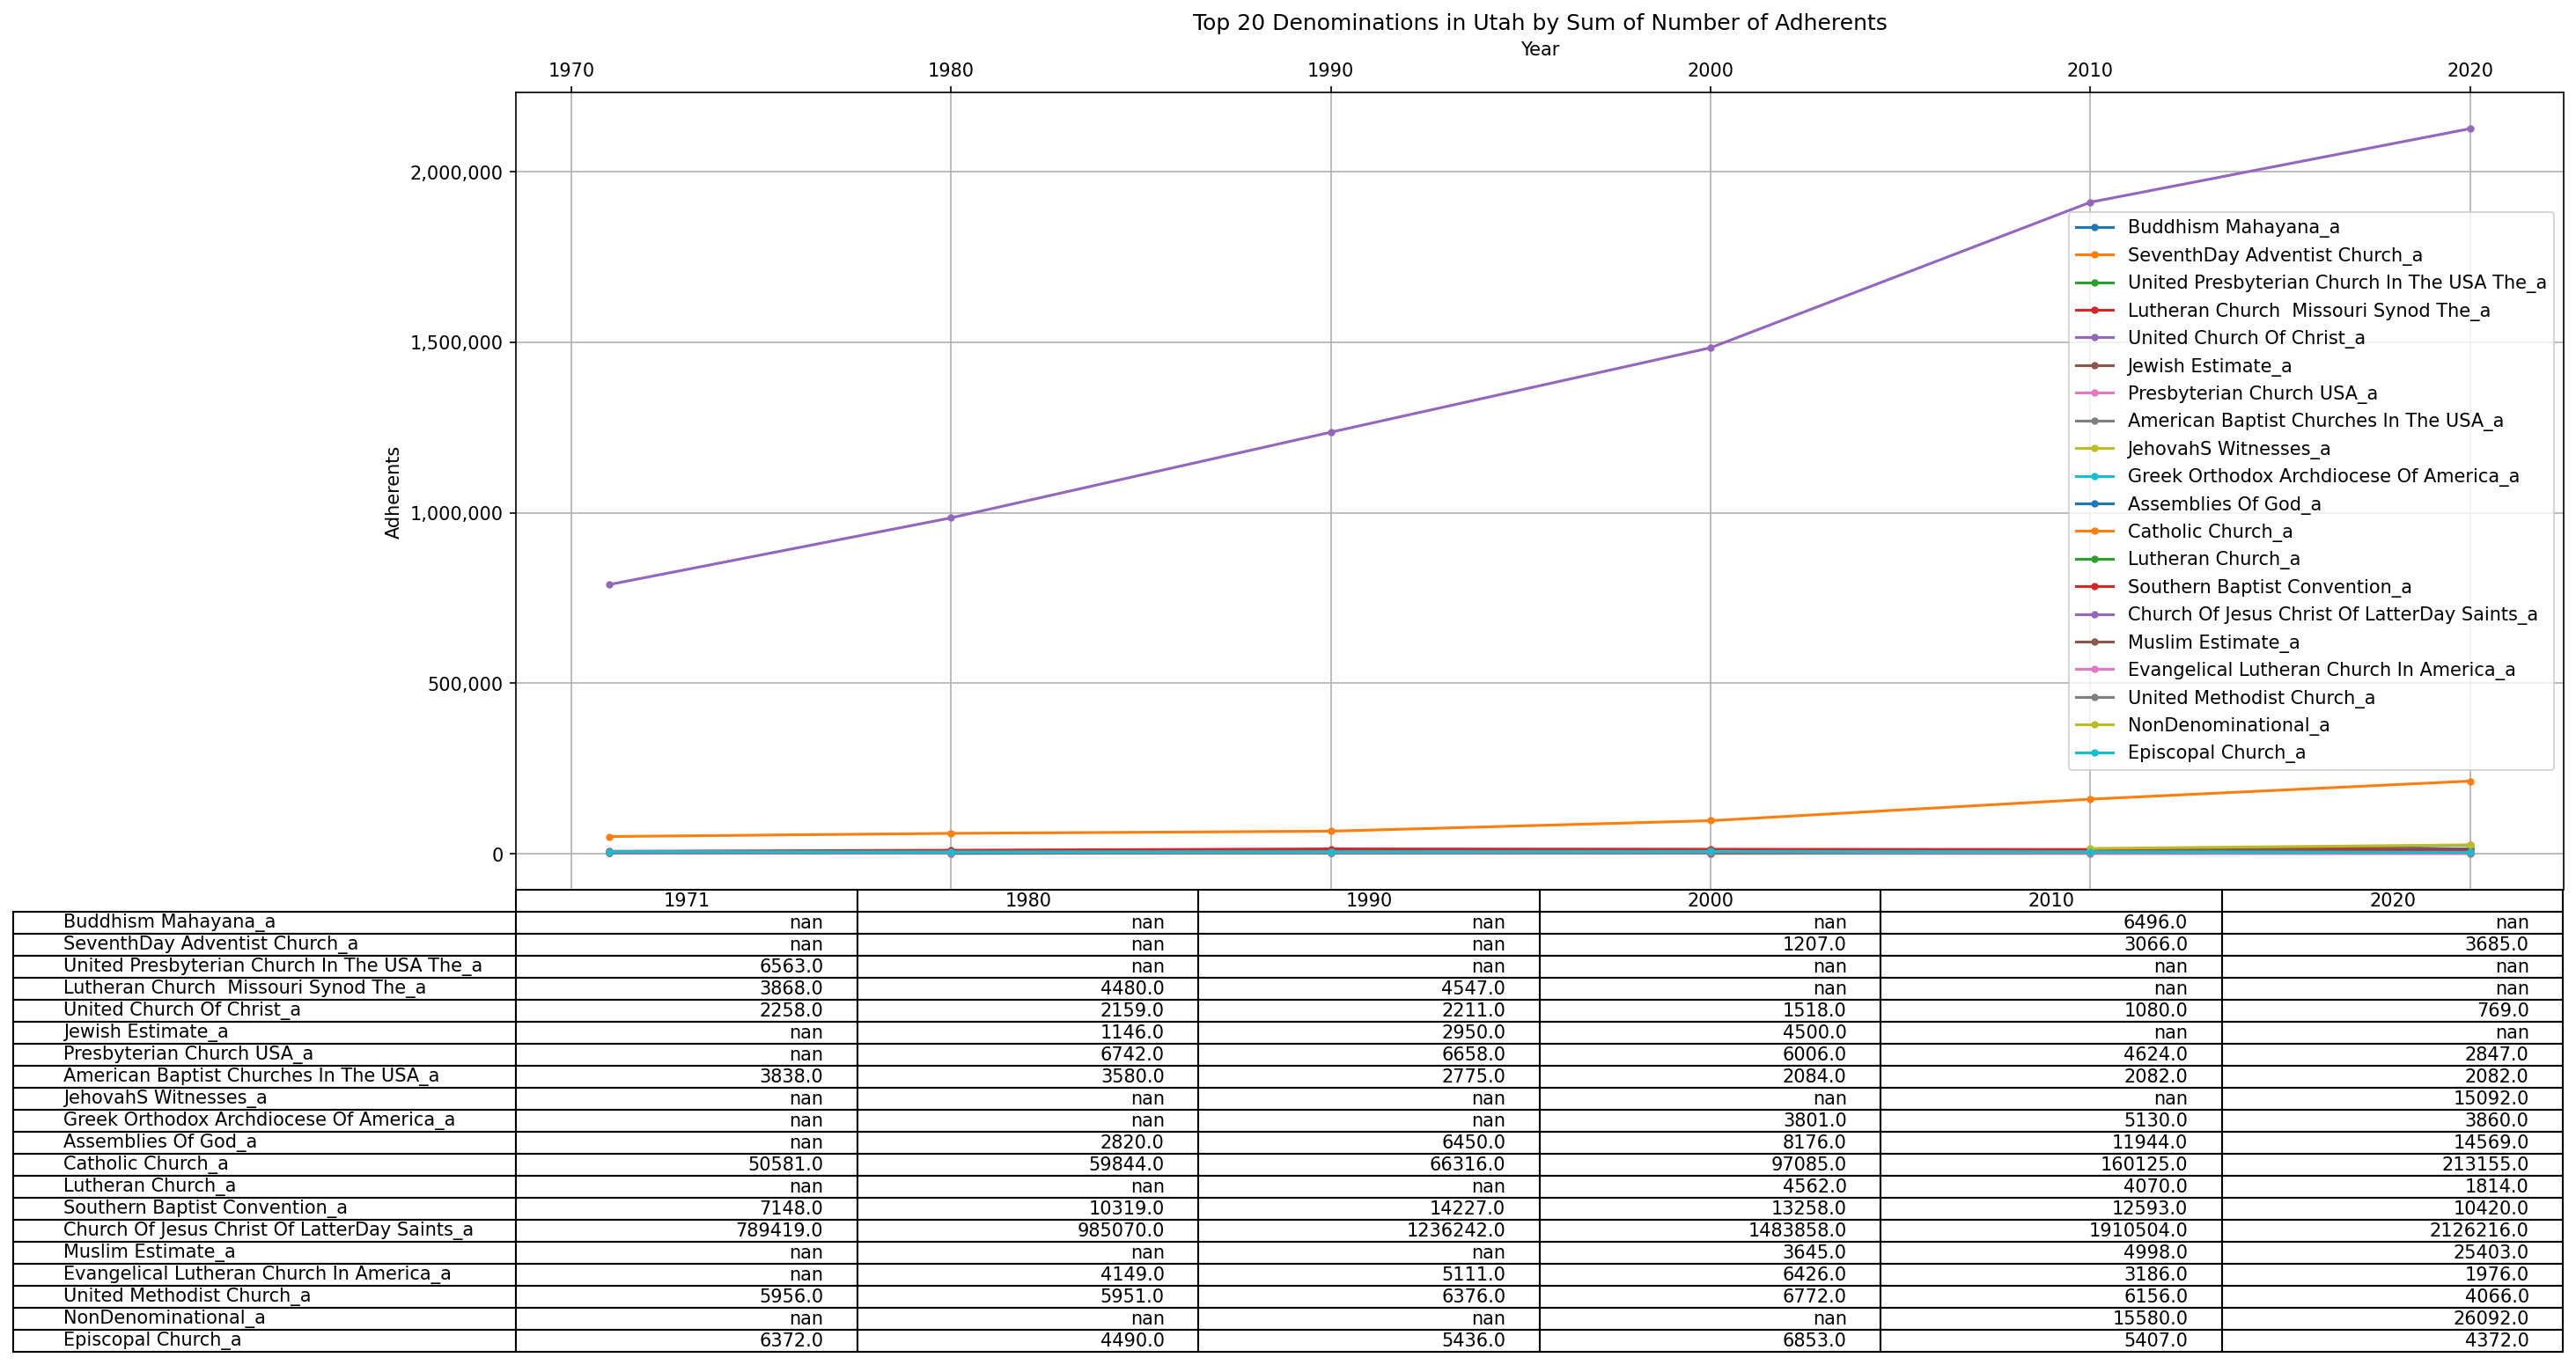 Top 20 Denominations in Utah by Sum of Number of Adherents
Year
1970 1980 1990 2000 2010 2020
2,000,000
1,500,000
1,000,000
500,000
0
Adherents
Buddhism Mahayana_a
SeventhDay Adventist Church_a
United Presbyterian Church In The USA The_a
Lutheran Church  Missouri Synod The_a
United Church Of Christ_a
Jewish Estimate_a
Presbyterian Church USA_a
American Baptist Churches In The USA_a
JehovahS Witnesses_a
Greek Orthodox Archdiocese Of America_a
Assemblies Of God_a
Catholic Church_a
Lutheran Church_a
Southern Baptist Convention_a
Church Of Jesus Christ Of LatterDay Saints_a
Muslim Estimate_a
Evangelical Lutheran Church In America_a
United Methodist Church_a
NonDenominational_a
Episcopal Church_a
1971 1980 1990 2000 2010 2020
Buddhism Mahayana_a nan nan nan nan 6496.0 nan
SeventhDay Adventist Church_a nan nan nan 1207.0 3066.0 3685.0
United Presbyterian Church In The USA The_a 6563.0 nan nan nan nan nan
Lutheran Church  Missouri Synod The_a 3868.0 4480.0 4547.0 nan nan nan
United Church Of Christ_a 2258.0 2159.0 2211.0 1518.0 1080.0 769.0
Jewish Estimate_a nan 1146.0 2950.0 4500.0 nan nan
Presbyterian Church USA_a nan 6742.0 6658.0 6006.0 4624.0 2847.0
American Baptist Churches In The USA_a 3838.0 3580.0 2775.0 2084.0 2082.0 2082.0
JehovahS Witnesses_a nan nan nan nan nan 15092.0
Greek Orthodox Archdiocese Of America_a nan nan nan 3801.0 5130.0 3860.0
Assemblies Of God_a nan 2820.0 6450.0 8176.0 11944.0 14569.0
Catholic Church_a 50581.0 59844.0 66316.0 97085.0 160125.0 213155.0
Lutheran Church_a nan nan nan 4562.0 4070.0 1814.0
Southern Baptist Convention_a 7148.0 10319.0 14227.0 13258.0 12593.0 10420.0
Church Of Jesus Christ Of LatterDay Saints_a 789419.0 985070.0 1236242.0 1483858.0 1910504.0 2126216.0
Muslim Estimate_a nan nan nan 3645.0 4998.0 25403.0
Evangelical Lutheran Church In America_a nan 4149.0 5111.0 6426.0 3186.0 1976.0
United Methodist Church_a 5956.0 5951.0 6376.0 6772.0 6156.0 4066.0
NonDenominational_a nan nan nan nan 15580.0 26092.0
Episcopal Church_a 6372.0 4490.0 5436.0 6853.0 5407.0 4372.0